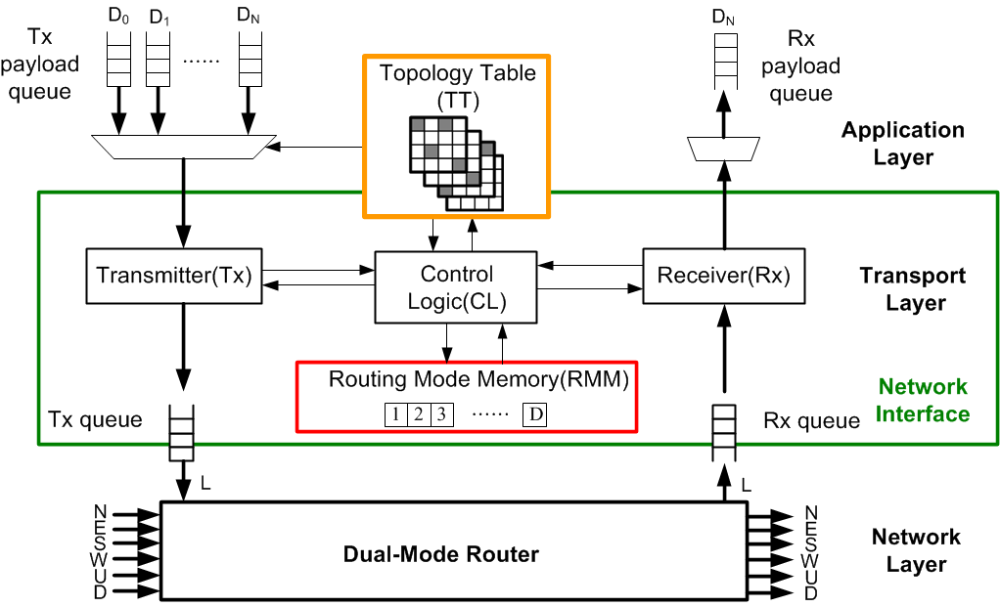 D0 D1 DN
Tx
payload
queue
......
Topology Table
(TT)
DN
Rx
payload
queue
Application
Layer
Transmitter(Tx)
Control
Logic(CL)
Receiver(Rx)
Transport
Layer
Routing Mode Memory(RMM)
1 2 3 ...... D
Network
Interface
Tx queue
Rx queue
L
L
N
E
S
W
U
D
Dual-Mode Router
N
E
S
W
U
D
Network
Layer